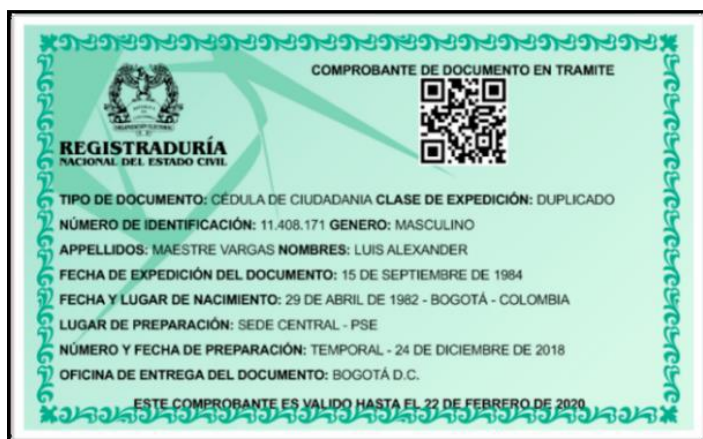 COMPROBANTE DE DOCUMENTO EN TRAMITE
REGISTRADURÍA
NACIONAL DEL ESTADO CIVIL
TIPO DE DOCUMENTO: CÉDULA DE CIUDADANIA CLASE DE EXPEDICIÓN: DUPLICADO
NÚMERO DE IDENTIFICACIÓN: 11.408.171 GENERO: MASCULINO
APPELLIDOS: MAESTRE VARGAS NOMBRES: LUIS ALEXANDER
FECHA DE EXPEDICIÓN DEL DOCUMENTO: 15 DE SEPTIEMBRE DE 1984
FECHA Y LUGAR DE NACIMIENTO: 29 DE ABRIL DE 1982 - BOGOTÁ - COLOMBIA
LUGAR DE PREPARACIÓN: SEDE CENTRAL - PSE
NÚMERO Y FECHA DE PREPARACIÓN: TEMPORAL - 24 DE DICIEMBRE DE 2018
OFICINA DE ENTREGA DEL DOCUMENTO: BOGOTÁ D.C.
ESTE COMPROBANTE ES VALIDO HASTA EL 22 DE FEBRERO DE 2020